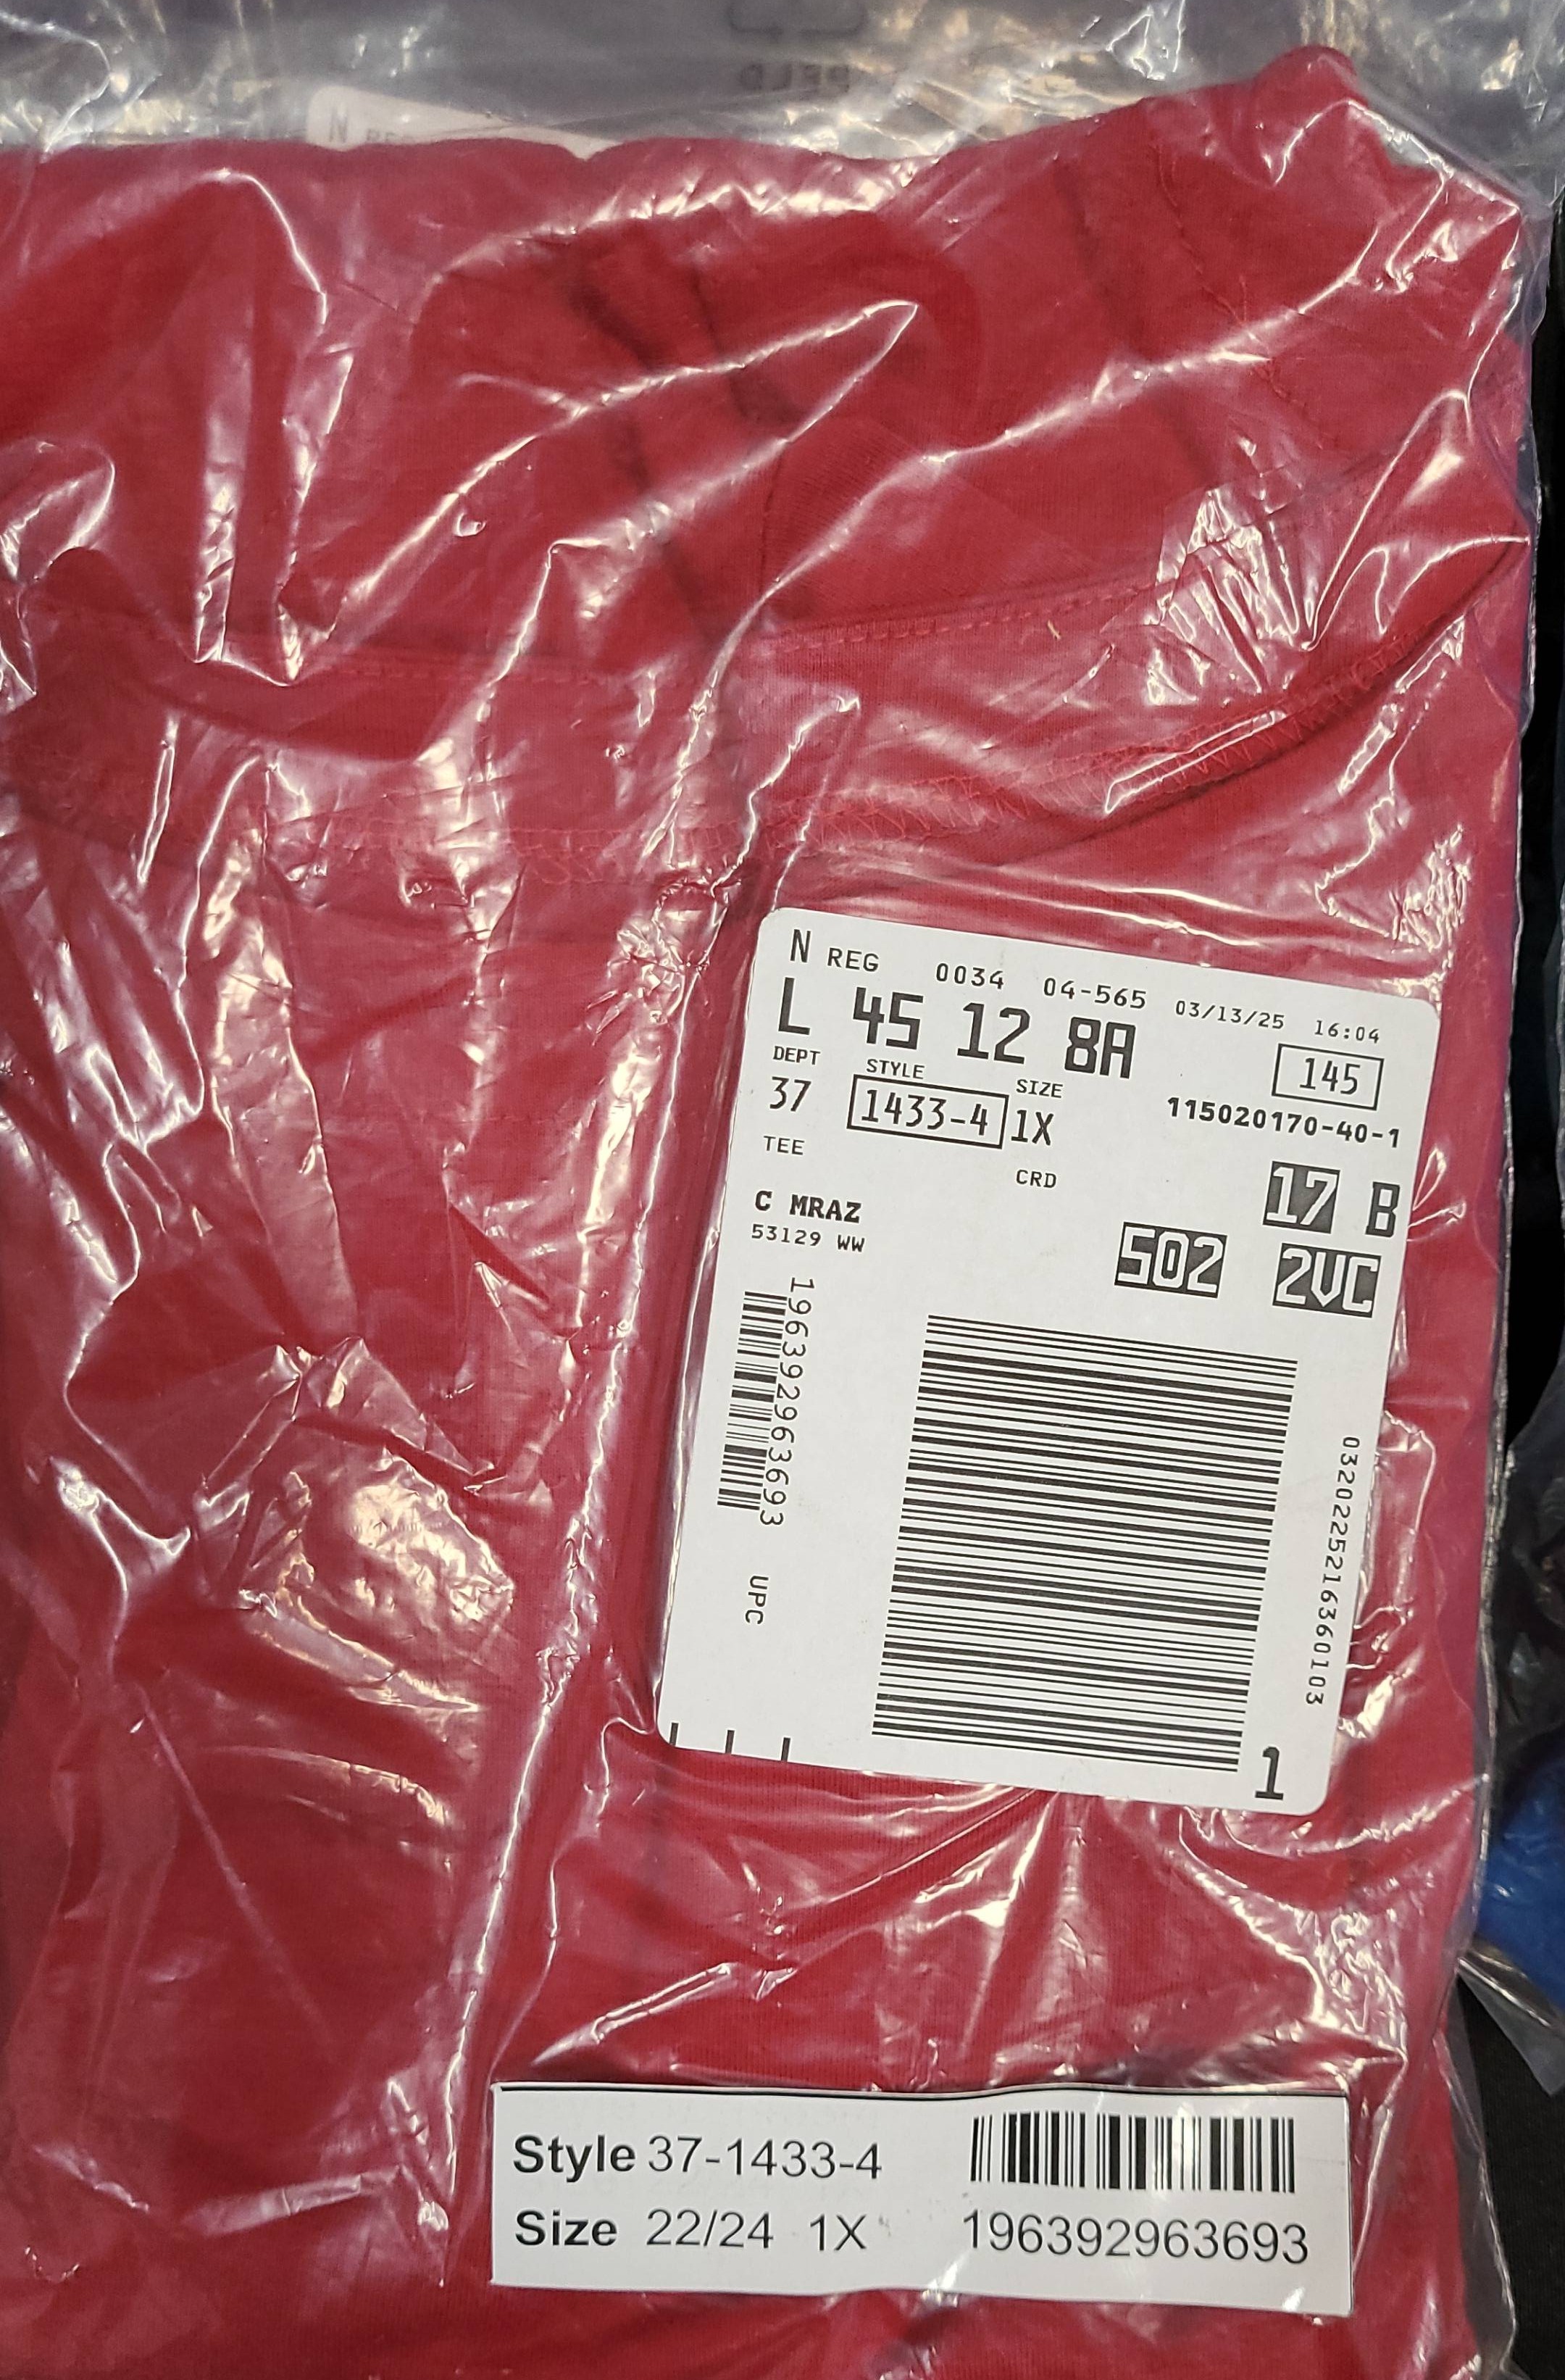 N
N REG 0034 04-565 03/13/25 16:04
L 45 12 8A 145
DEPT STYLE SIZE 115020170-40-1
37 1433-4 1X
TEE CRD 17 B
C MRAZ 502 2VC
53129 WW
196392963693
UPC
0320225216360103
1
Style 37-1433-4
Size 22/24 1X 196392963693